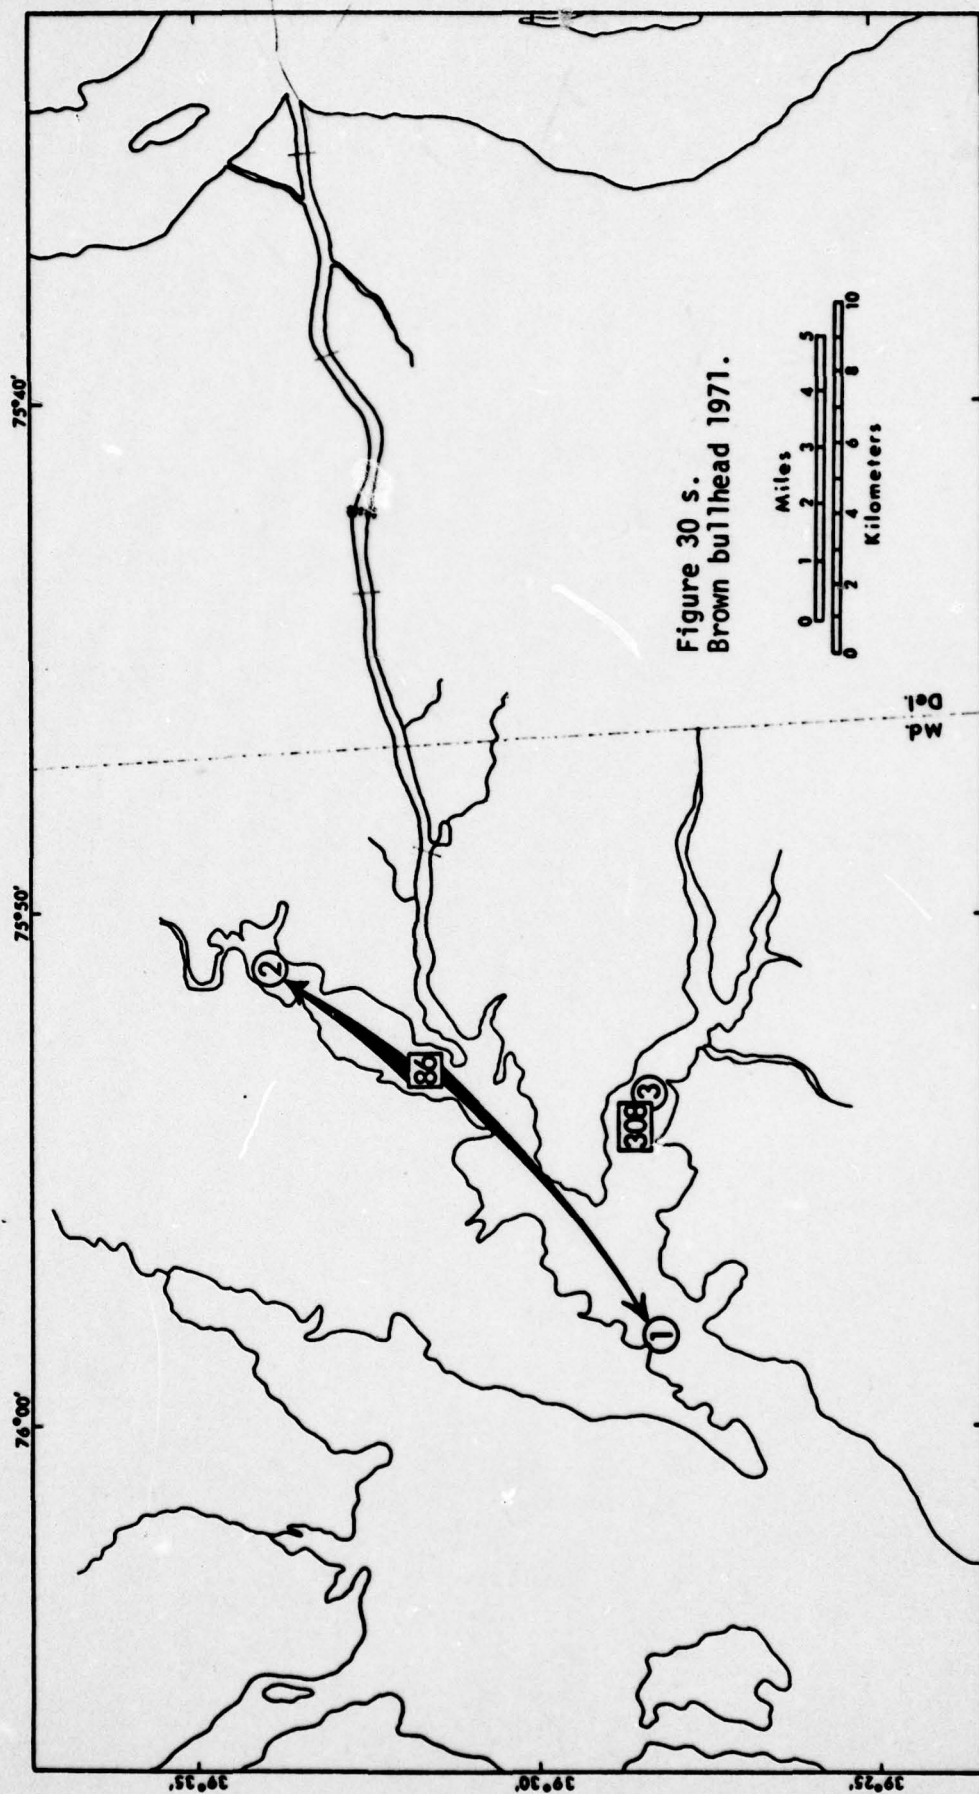 75°40'
75°50'
76°00'
39°35'
39°30'
39°25'
2
86
308
3
1
Md.
Del.
Figure 30 s.
Brown bullhead 1971.
Miles
0 1 2 3 4 5
0 2 4 6 8 10
Kilometers